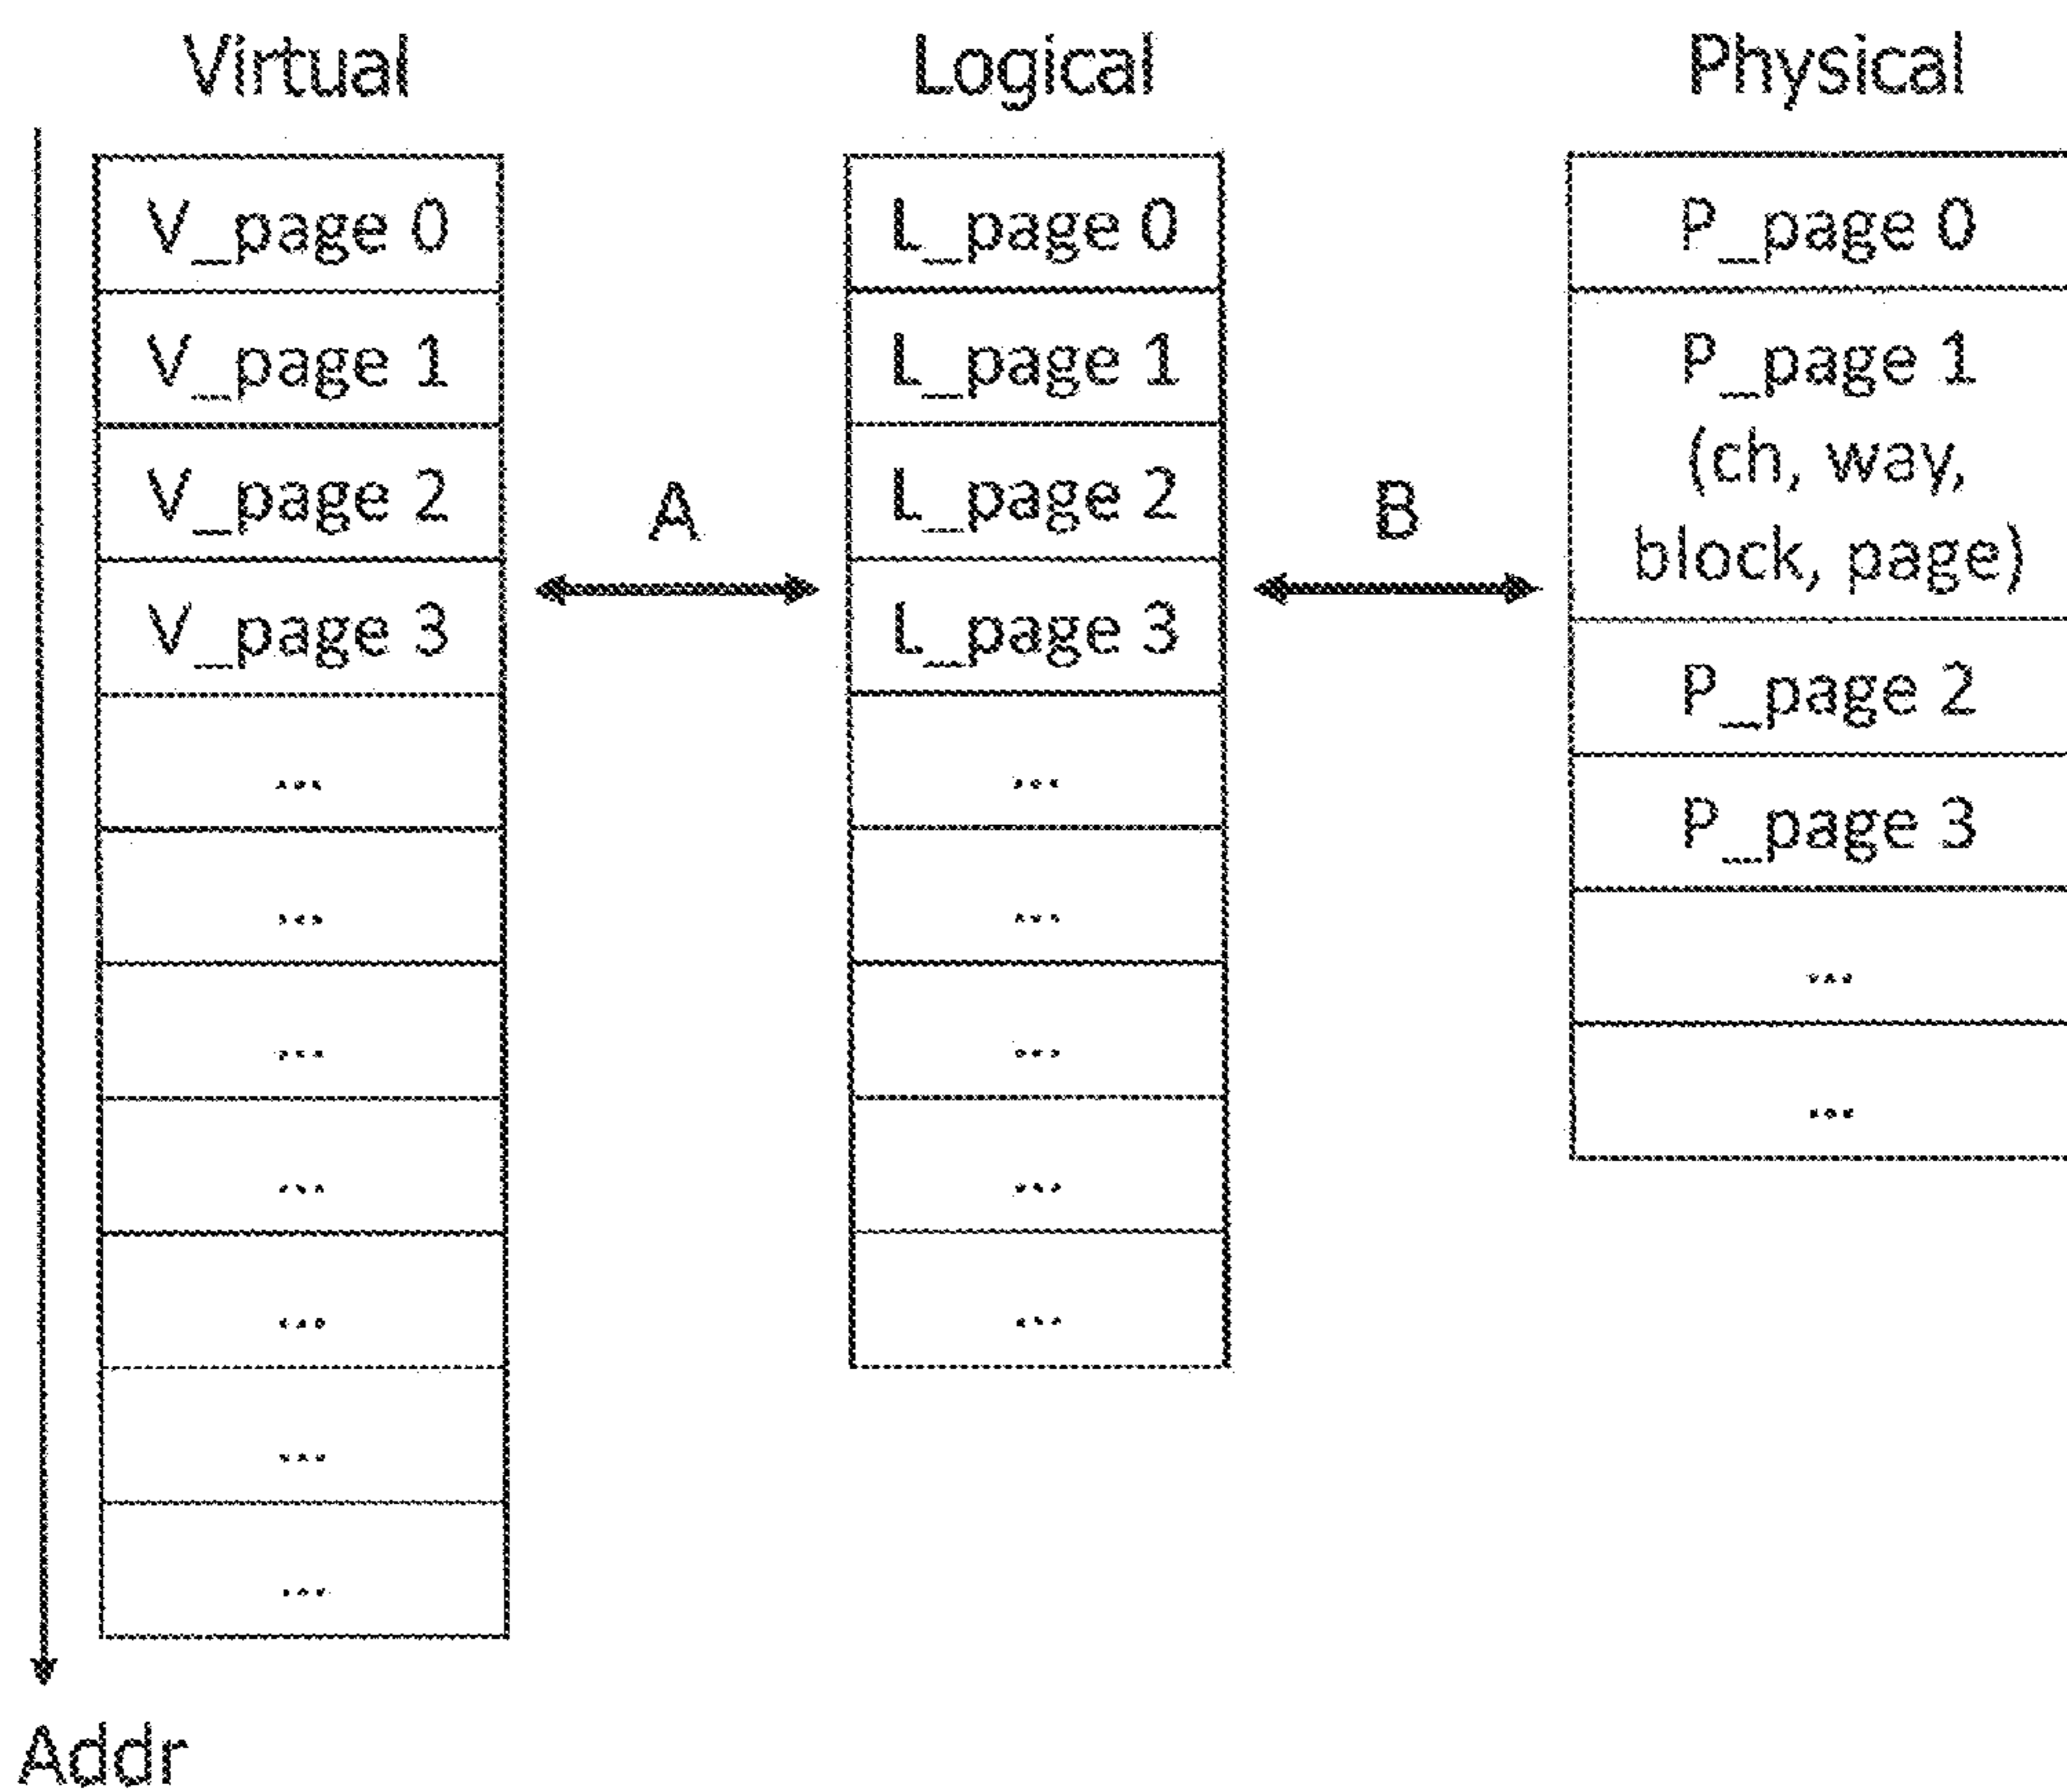 Virtual
Logical
Physical
V_page 0
V_page 1
V_page 2
V_page 3
...
...
...
...
...
...
...
A
L_page 0
L_page 1
L_page 2
L_page 3
...
...
...
...
...
B
P_page 0
P_page 1
(ch, way,
block, page)
P_page 2
P_page 3
...
...
Addr